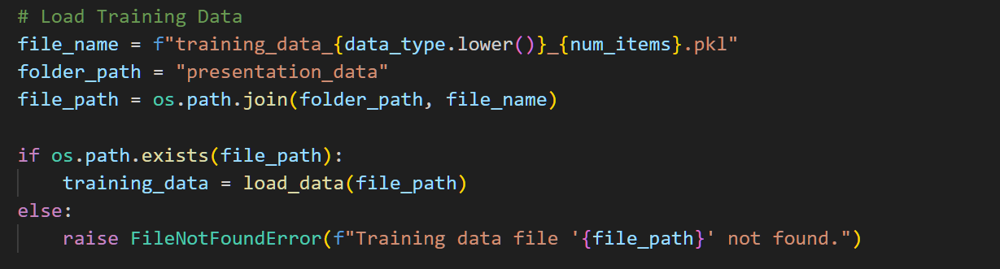 # Load Training Data
file_name = f"training_data_{data_type.lower()}_{num_items}.pkl"
folder_path = "presentation_data"
file_path = os.path.join(folder_path, file_name)
if os.path.exists(file_path):
    training_data = load_data(file_path)
else:
    raise FileNotFoundError(f"Training data file '{file_path}' not found.")